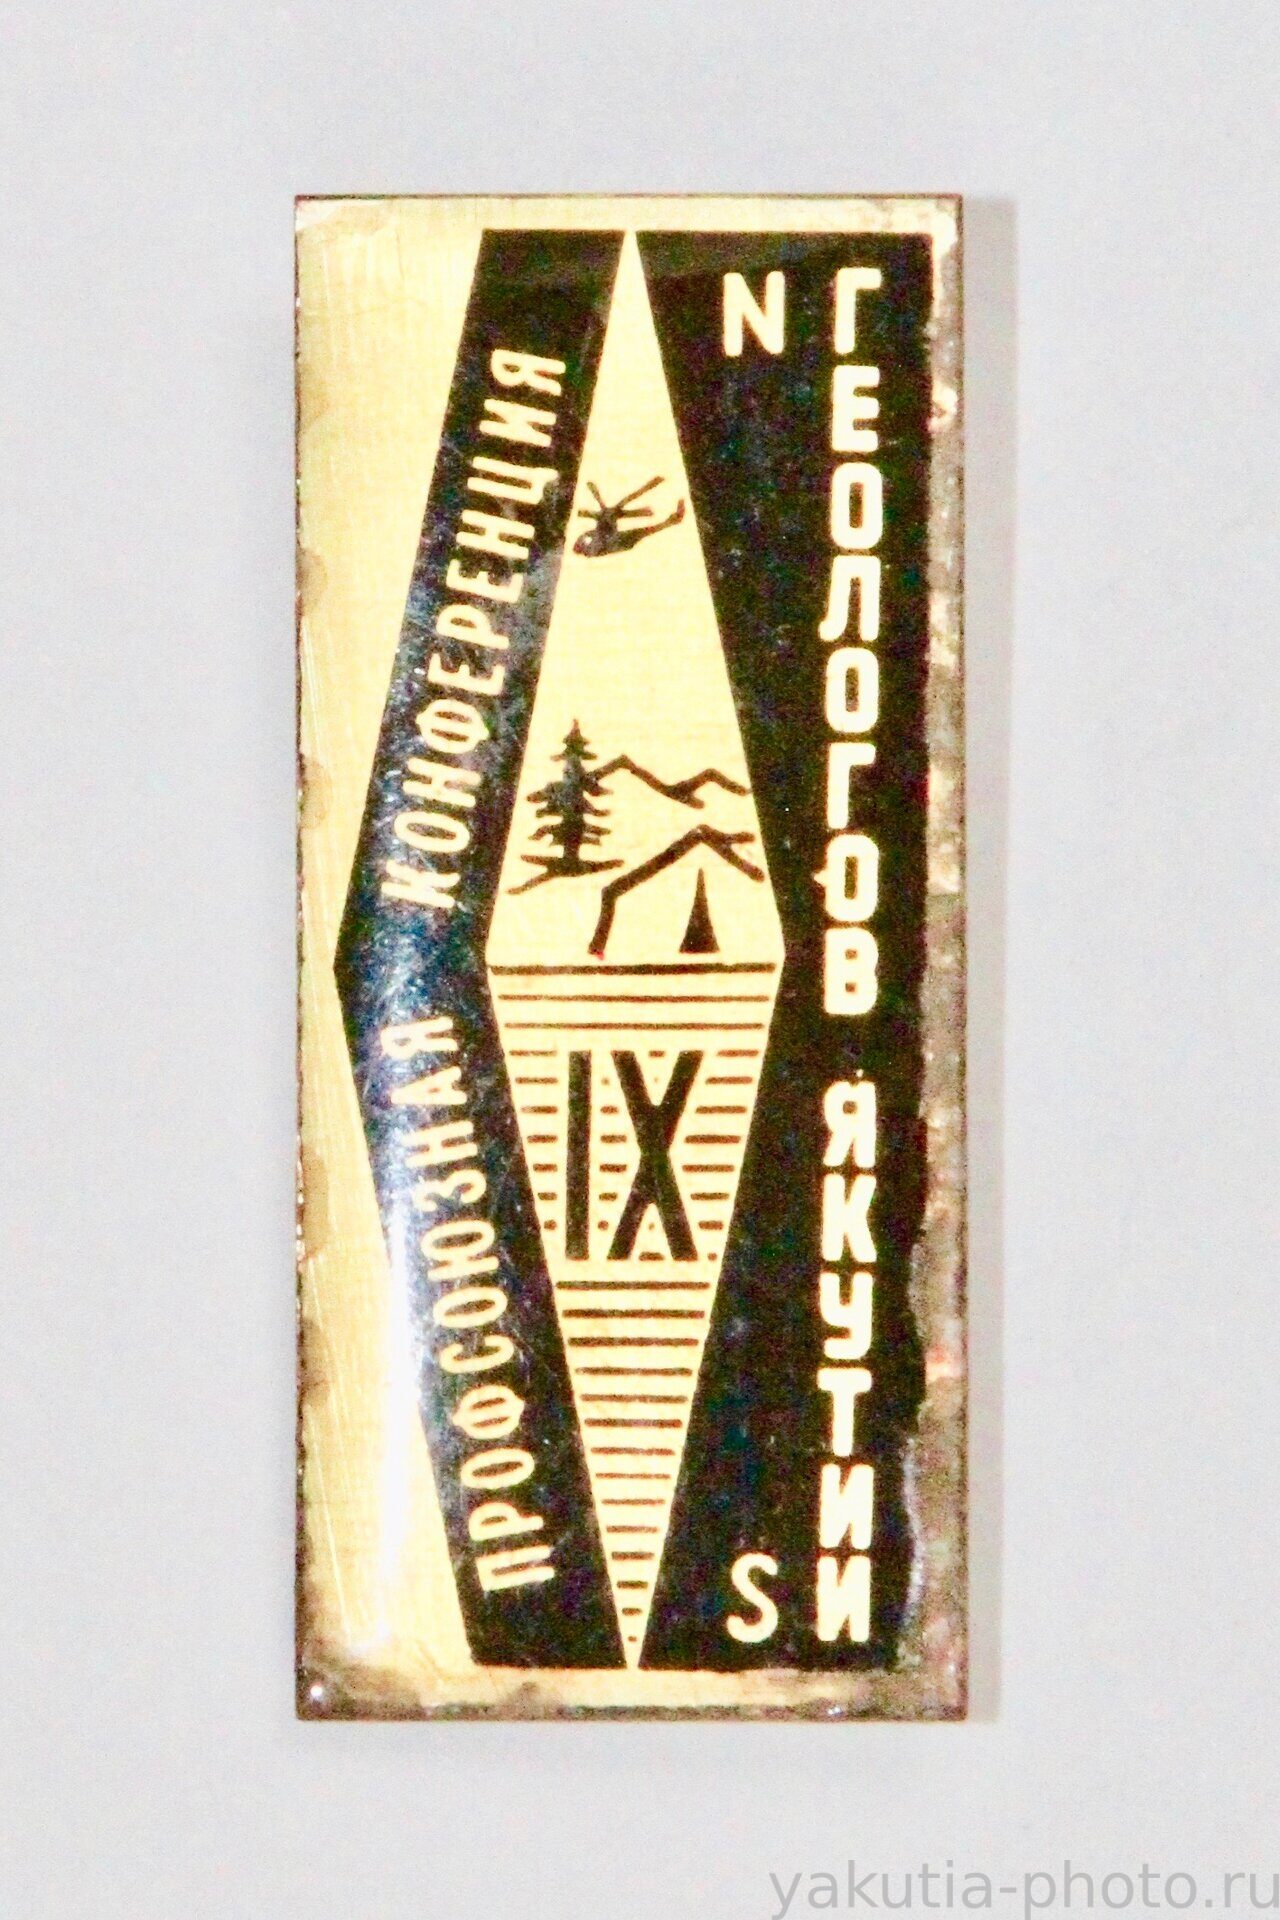 IX
ПРОФСОЮЗНАЯ КОНФЕРЕНЦИЯ
ГЕОЛОГОВ ЯКУТИИ
N
S
yakutia-photo.ru